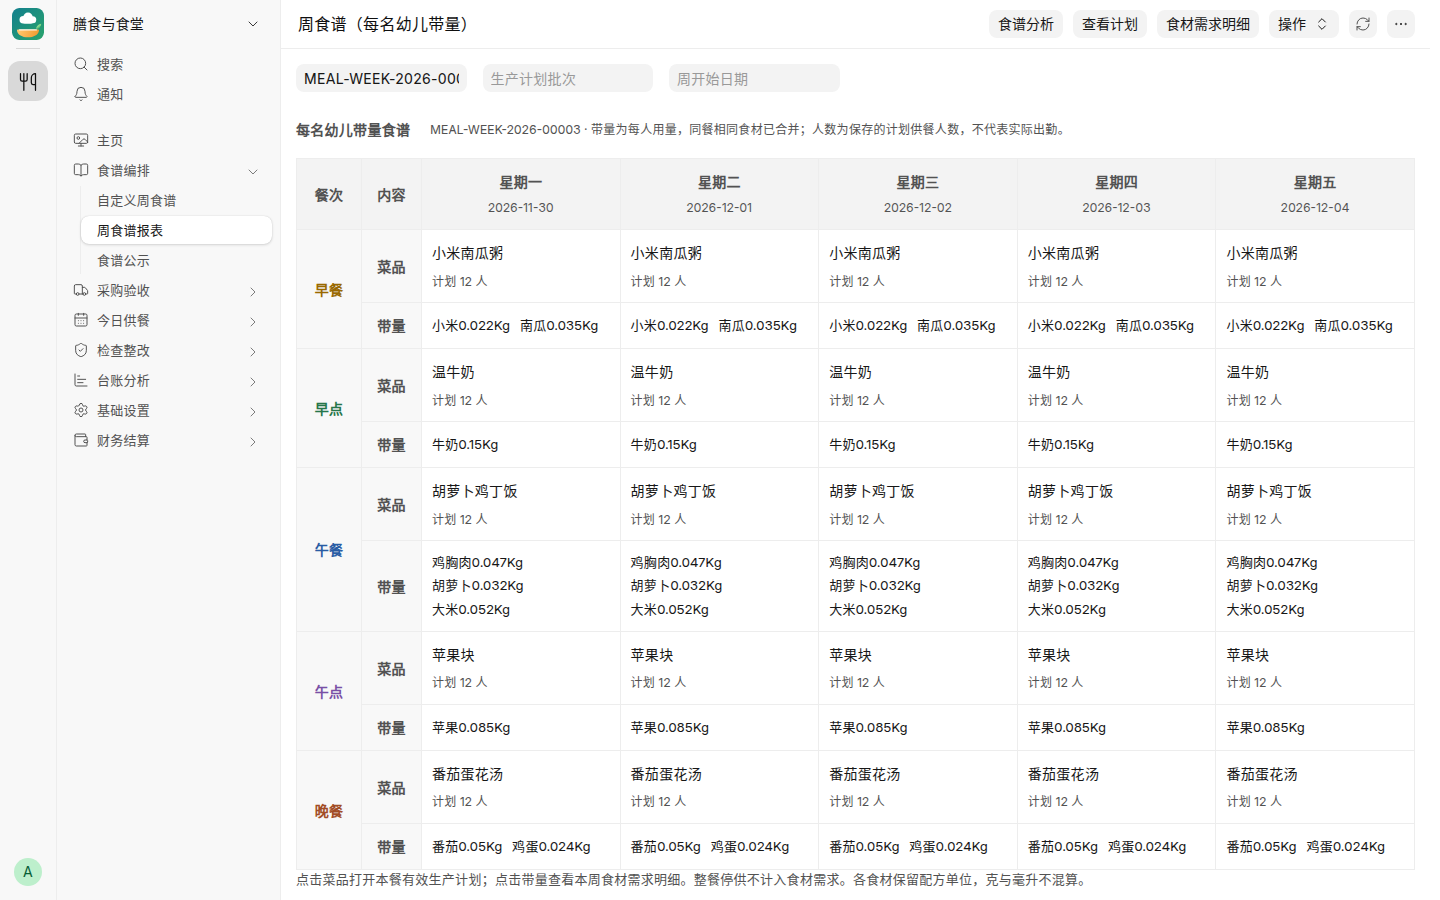 膳食与食堂
搜索
通知
主页
食谱编排
自定义周食谱
周食谱报表
食谱公示
采购验收
今日供餐
检查整改
台账分析
基础设置
财务结算
A
周食谱（每名幼儿带量）
食谱分析 查看计划 食材需求明细 操作
MEAL-WEEK-2026-00 生产计划批次 周开始日期
每名幼儿带量食谱 MEAL-WEEK-2026-00003 · 带量为每人用量，同餐相同食材已合并；人数为保存的计划供餐人数，不代表实际出勤。
餐次 内容 星期一 星期二 星期三 星期四 星期五
2026-11-30 2026-12-01 2026-12-02 2026-12-03 2026-12-04
早餐
菜品 小米南瓜粥 小米南瓜粥 小米南瓜粥 小米南瓜粥 小米南瓜粥
计划 12 人 计划 12 人 计划 12 人 计划 12 人 计划 12 人
带量 小米0.022Kg 南瓜0.035Kg 小米0.022Kg 南瓜0.035Kg 小米0.022Kg 南瓜0.035Kg 小米0.022Kg 南瓜0.035Kg 小米0.022Kg 南瓜0.035Kg
早点
菜品 温牛奶 温牛奶 温牛奶 温牛奶 温牛奶
计划 12 人 计划 12 人 计划 12 人 计划 12 人 计划 12 人
带量 牛奶0.15Kg 牛奶0.15Kg 牛奶0.15Kg 牛奶0.15Kg 牛奶0.15Kg
午餐
菜品 胡萝卜鸡丁饭 胡萝卜鸡丁饭 胡萝卜鸡丁饭 胡萝卜鸡丁饭 胡萝卜鸡丁饭
计划 12 人 计划 12 人 计划 12 人 计划 12 人 计划 12 人
带量 鸡胸肉0.047Kg 鸡胸肉0.047Kg 鸡胸肉0.047Kg 鸡胸肉0.047Kg 鸡胸肉0.047Kg
胡萝卜0.032Kg 胡萝卜0.032Kg 胡萝卜0.032Kg 胡萝卜0.032Kg 胡萝卜0.032Kg
大米0.052Kg 大米0.052Kg 大米0.052Kg 大米0.052Kg 大米0.052Kg
午点
菜品 苹果块 苹果块 苹果块 苹果块 苹果块
计划 12 人 计划 12 人 计划 12 人 计划 12 人 计划 12 人
带量 苹果0.085Kg 苹果0.085Kg 苹果0.085Kg 苹果0.085Kg 苹果0.085Kg
晚餐
菜品 番茄蛋花汤 番茄蛋花汤 番茄蛋花汤 番茄蛋花汤 番茄蛋花汤
计划 12 人 计划 12 人 计划 12 人 计划 12 人 计划 12 人
带量 番茄0.05Kg 鸡蛋0.024Kg 番茄0.05Kg 鸡蛋0.024Kg 番茄0.05Kg 鸡蛋0.024Kg 番茄0.05Kg 鸡蛋0.024Kg 番茄0.05Kg 鸡蛋0.024Kg
点击菜品打开本餐有效生产计划；点击带量查看本周食材需求明细。整餐停供不计入食材需求。各食材保留配方单位，克与毫升不混算。